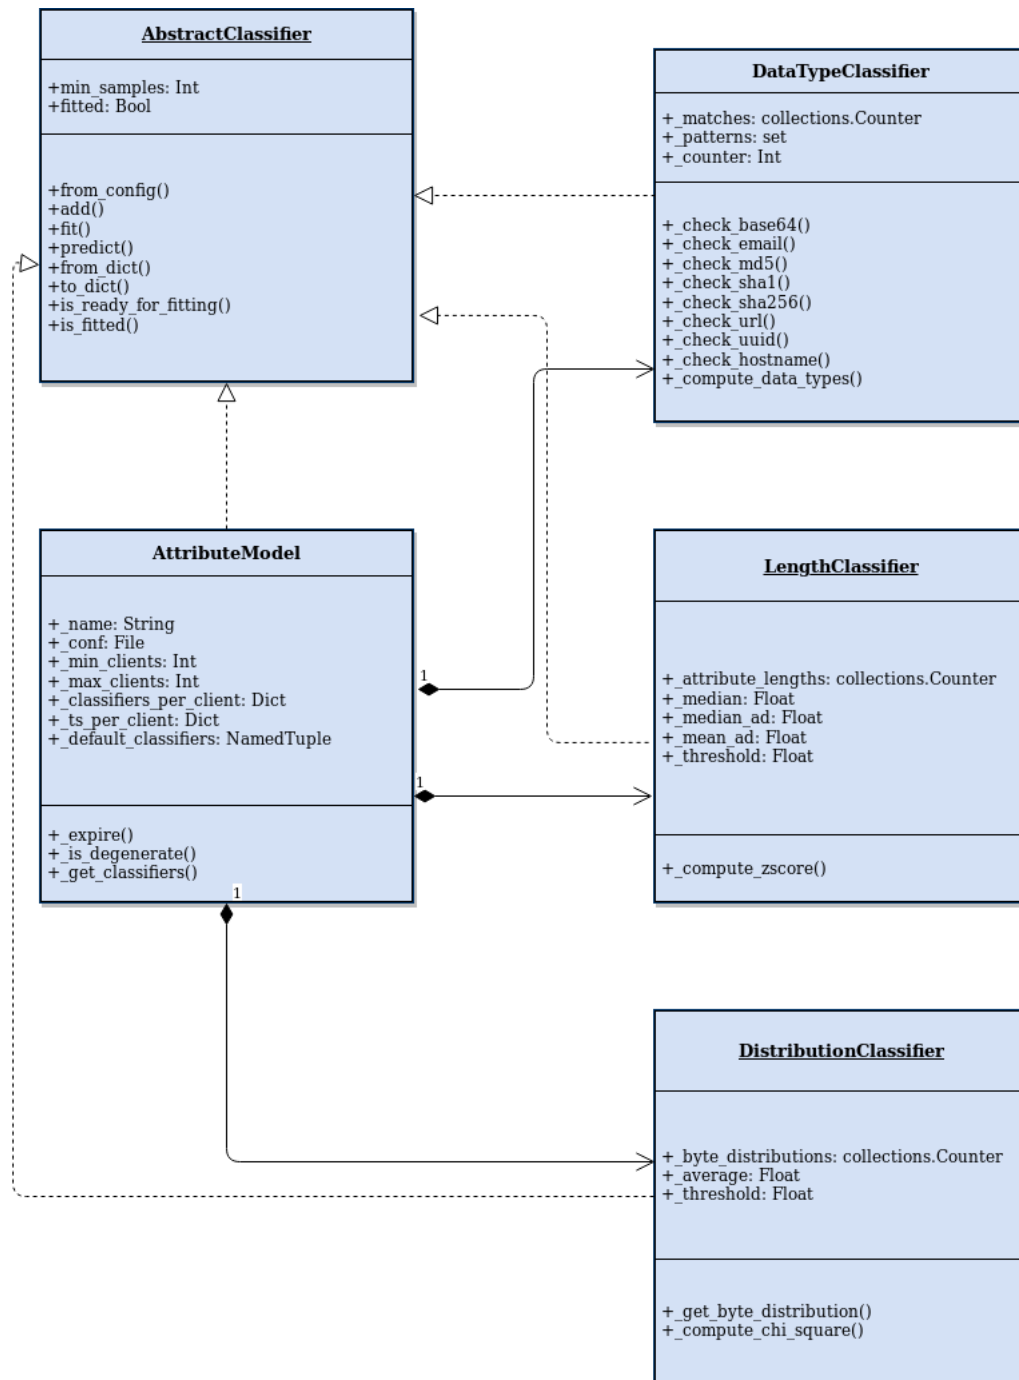 AbstractClassifier
+min_samples: Int
+fitted: Bool
+from_config()
+add()
+fit()
+predict()
+from_dict()
+to_dict()
+is_ready_for_fitting()
+is_fitted()
DataTypeClassifier
+_matches: collections.Counter
+_patterns: set
+_counter: Int
+_check_base64()
+_check_email()
+_check_md5()
+_check_sha1()
+_check_sha256()
+_check_url()
+_check_uuid()
+_check_hostname()
+_compute_data_types()
AttributeModel
+_name: String
+_conf: File
+_min_clients: Int
+_max_clients: Int
+_classifiers_per_client: Dict
+_ts_per_client: Dict
+_default_classifiers: NamedTuple
+_expire()
+_is_degenerate()
+_get_classifiers()
1
1
1
LengthClassifier
+_attribute_lengths: collections.Counter
+_median: Float
+_median_ad: Float
+_mean_ad: Float
+_threshold: Float
+_compute_zscore()
DistributionClassifier
+_byte_distributions: collections.Counter
+_average: Float
+_threshold: Float
+_get_byte_distribution()
+_compute_chi_square()